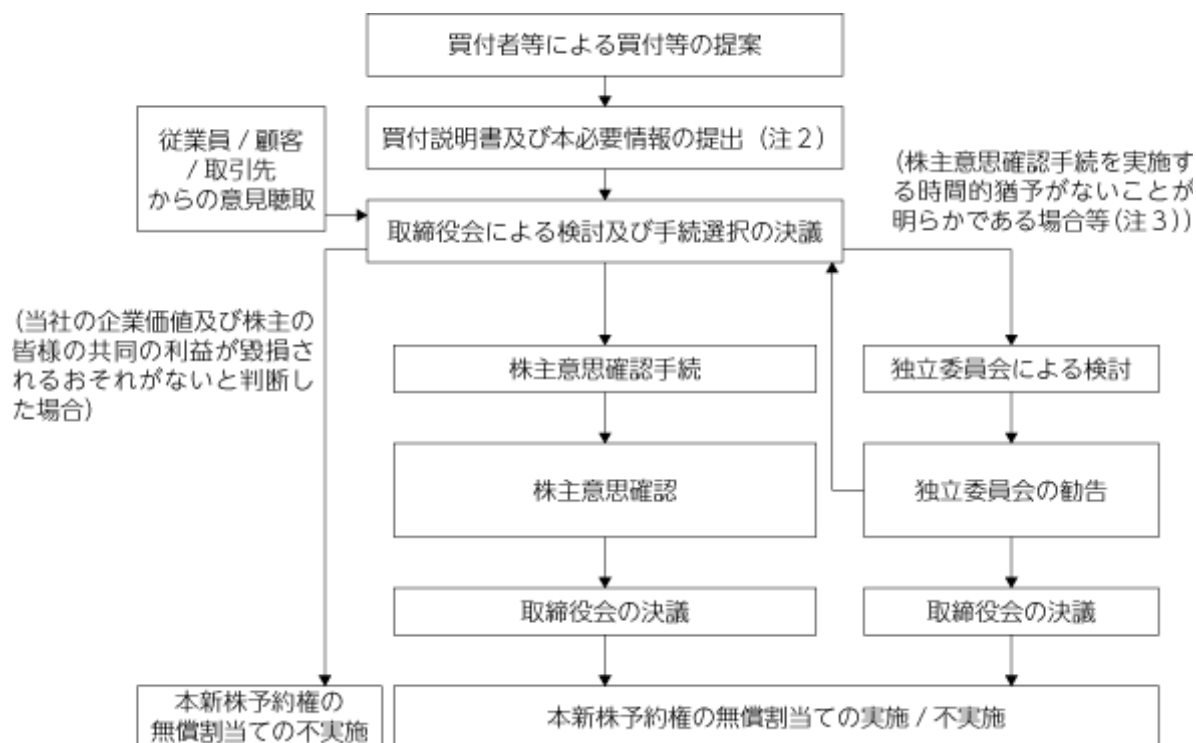 買付者等による買付等の提案
買付説明書及び本必要情報の提出（注２）
従業員 / 顧客
/ 取引先
からの意見聴取
（株主意思確認手続を実施す
る時間的猶予がないことが
明らかである場合等（注３））
取締役会による検討及び手続選択の決議
（当社の企業価値及び株主の
皆様の共同の利益が毀損さ
れるおそれがないと判断し
た場合）
株主意思確認手続
独立委員会による検討
株主意思確認
独立委員会の勧告
取締役会の決議
取締役会の決議
本新株予約権の
無償割当ての不実施
本新株予約権の無償割当ての実施 / 不実施